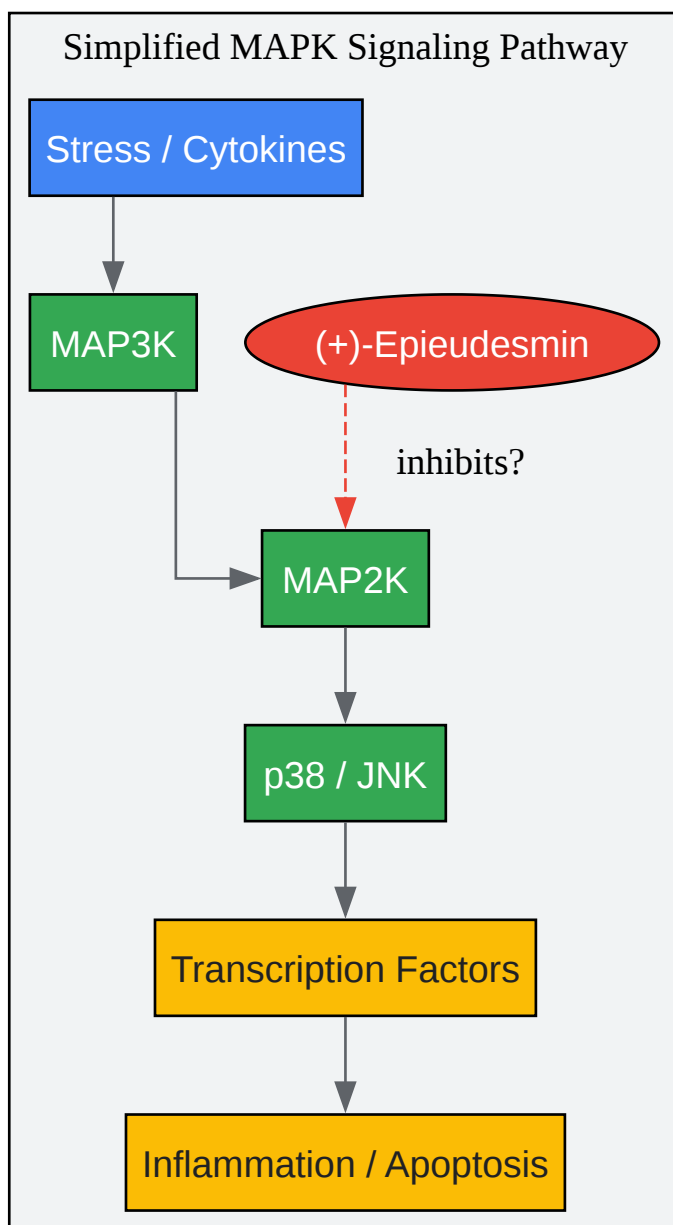 Simplified MAPK Signaling Pathway
Stress / Cytokines
MAP3K
(+)-Epieudesmin
inhibits?
MAP2K
p38 / JNK
Transcription Factors
Inflammation / Apoptosis